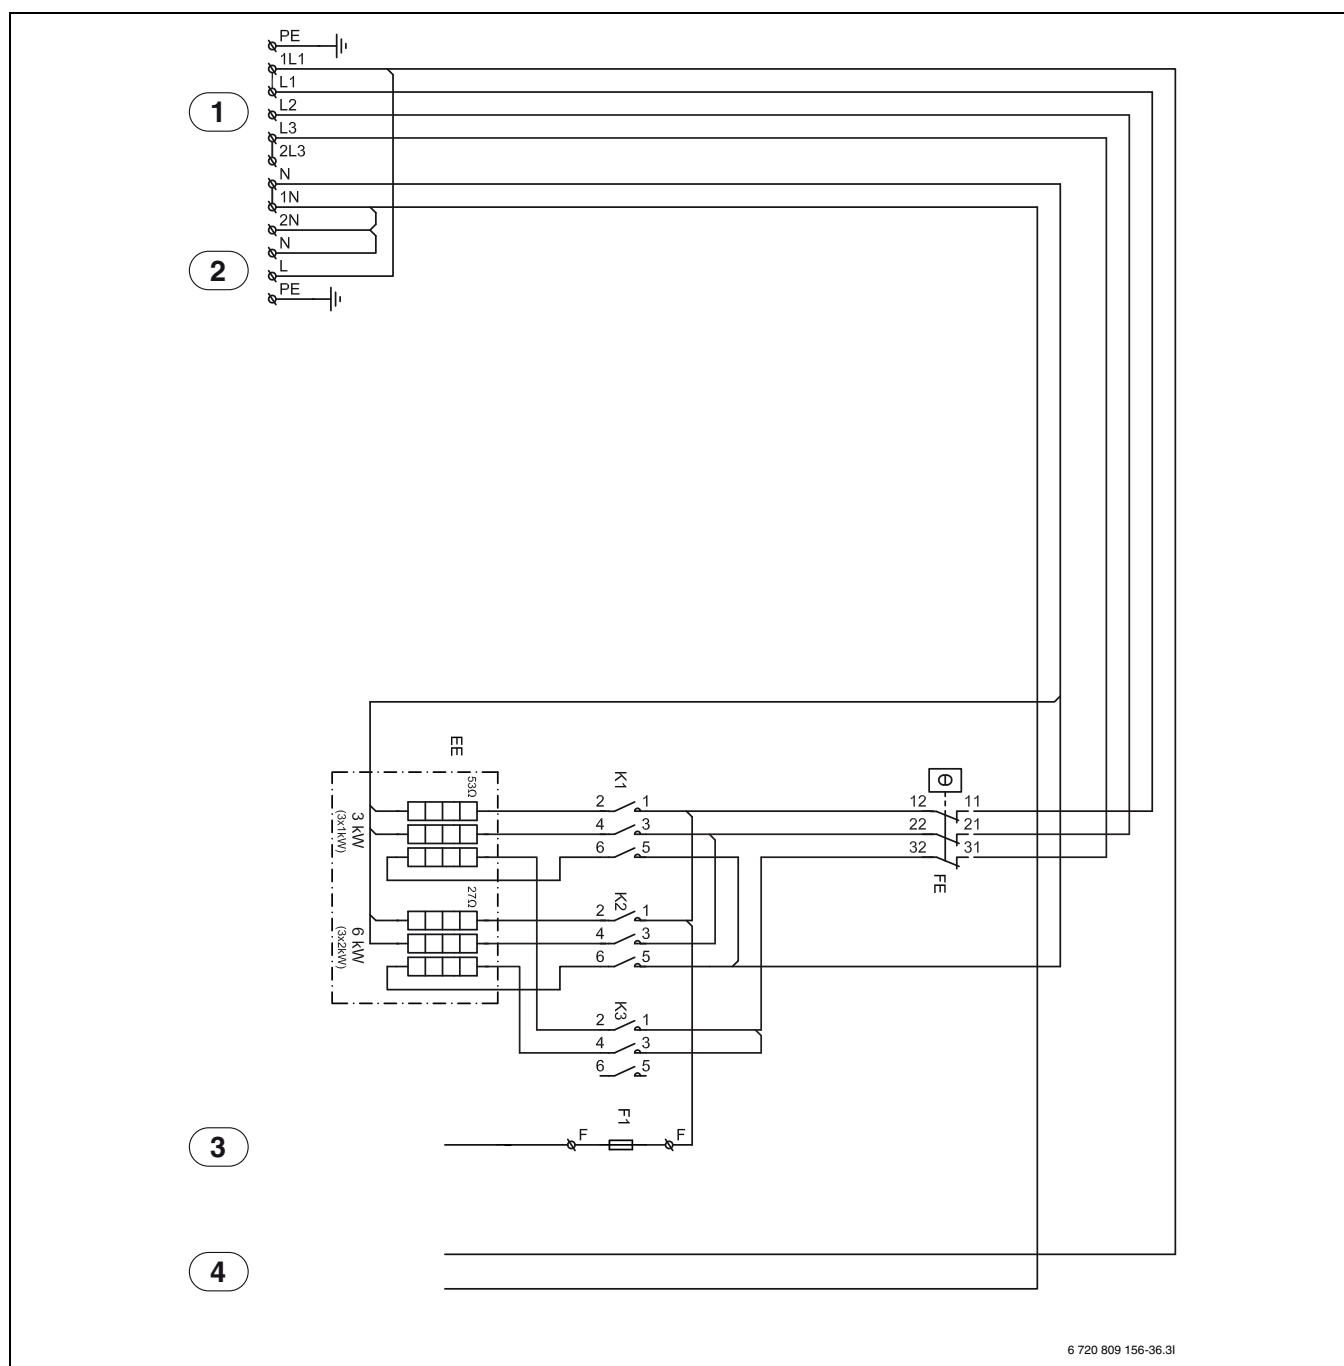 PE
1L1
L1
1
L2
L3
2L3
N
1N
2N
N
2
L
PE
EE
53Ω
3 kW
(3x1kW)
27Ω
6 kW
(3x2kW)
K1
2 1
4 3
6 5
K2
2 1
4 3
6 5
K3
2 1
4 3
6 5
Θ
12 11
22 21
32 31
FE
F1
3
F F
4
6 720 809 156-36.3I